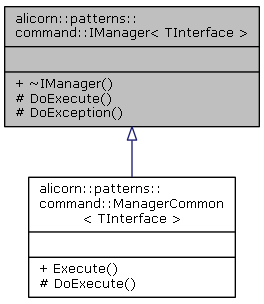 alicorn::patterns::
command::IManager< TInterface >
+ ~IManager()
# DoExecute()
# DoException()
alicorn::patterns::
command::ManagerCommon
< TInterface >
+ Execute()
# DoExecute()